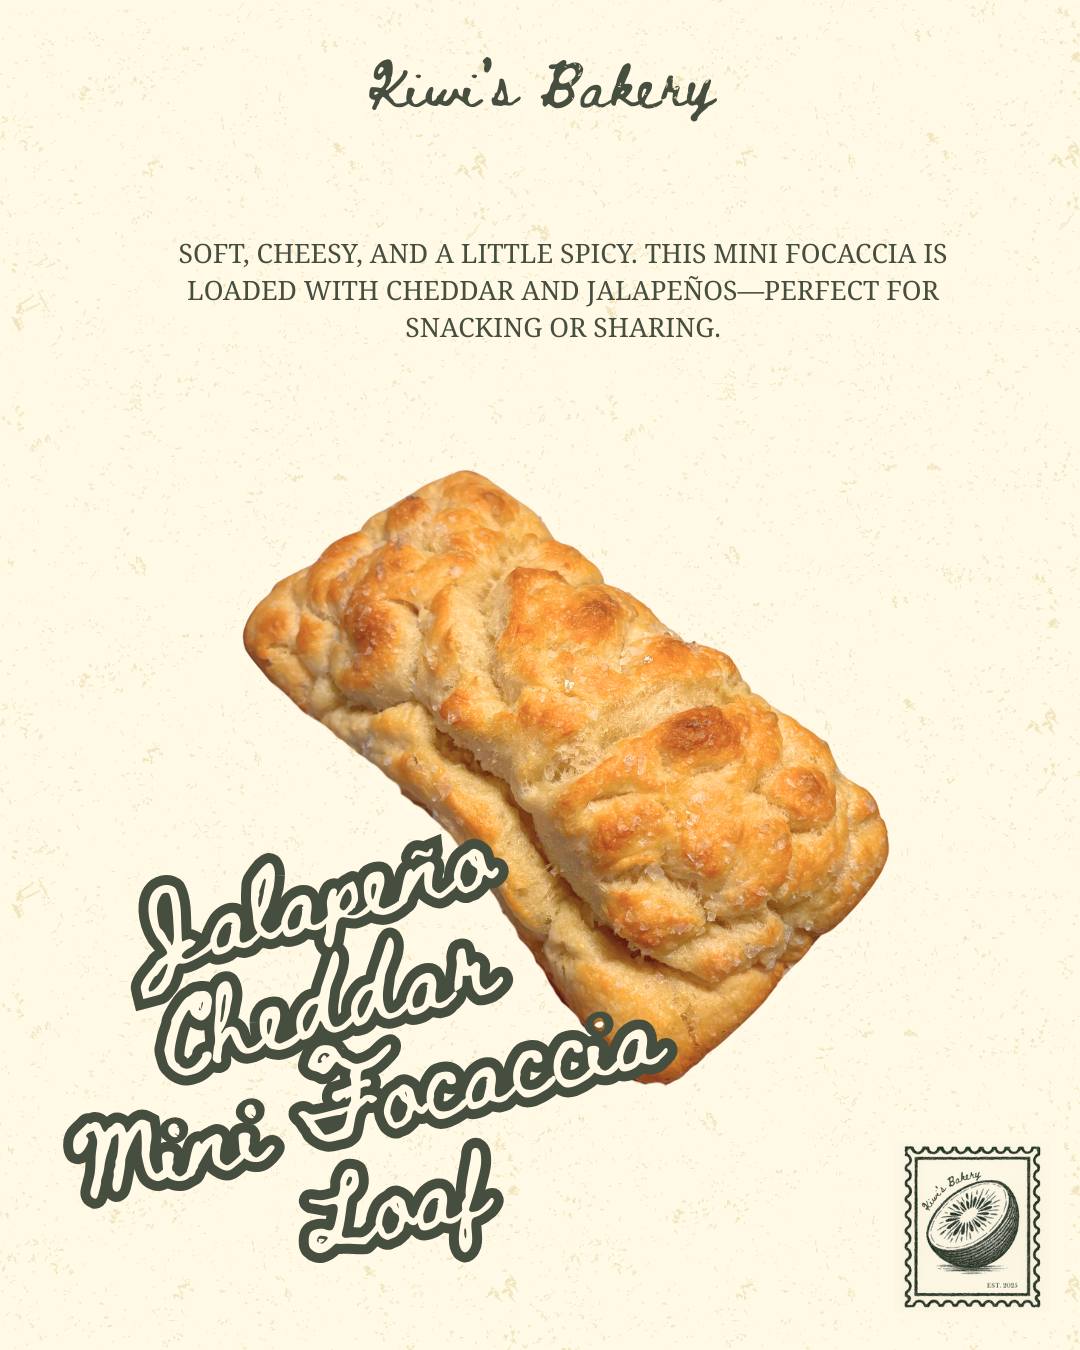 Kiwi's Bakery
SOFT, CHEESY, AND A LITTLE SPICY. THIS MINI FOCACCIA IS
LOADED WITH CHEDDAR AND JALAPEÑOS—PERFECT FOR
SNACKING OR SHARING.
Jalapeño
Cheddar
Mini Focaccia
Loaf
Kiwi's Bakery
EST. 2025